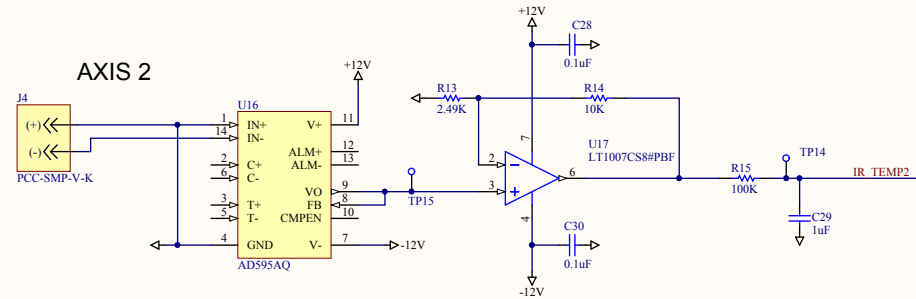 AXIS 2
J4
(+)
(-)
PCC-SMP-V-K
U16
1 IN+ V+ 11
14 IN-
ALM+ 12
ALM- 13
2 C+
6 C-
VO 9
FB 8
3 T+
5 T-
CMPEN 10
4 GND V- 7
AD595AQ
+12V
-12V
TP15
+12V
C28
0.1uF
R13
2.49K
R14
10K
7
2
3
6
4
U17
LT1007CS8#PBF
C30
0.1uF
-12V
R15
100K
TP14
IR_TEMP2
C29
1uF